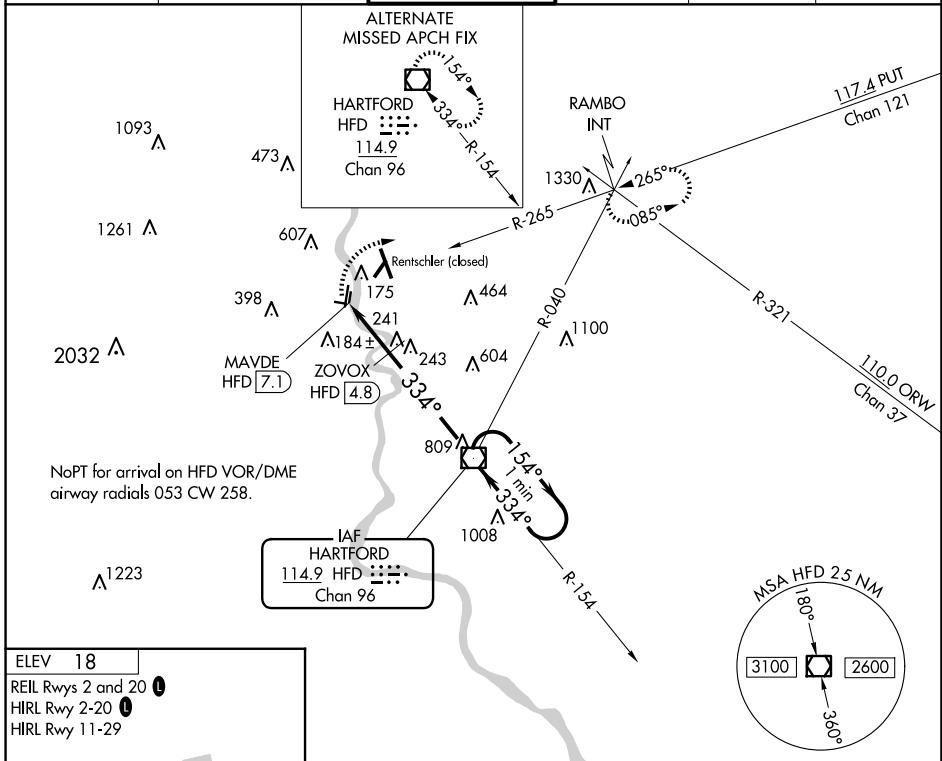 ALTERNATE
MISSED APCH FIX
154°
HARTFORD
HFD
334°
114.9
Chan 96
R-154
117.4 PUT
Chan 121
RAMBO
INT
1093
473
1330
265°
085°
R-265
1261
607
Rentschler (closed)
175
R-040
R-321
398
464
241
1100
2032
184±
243
604
MAVDE
HFD 7.1
ZOVOX
HFD 4.8
334°
110.0 ORW
Chan 37
809
154°
1 min
334°
NoPT for arrival on HFD VOR/DME
airway radials 053 CW 258.
1008
IAF
HARTFORD
114.9 HFD
Chan 96
1223
R-154
MSA HFD 25 NM
180°
3100
2600
360°
ELEV 18
REIL Rwys 2 and 20 L
HIRL Rwy 2-20 L
HIRL Rwy 11-29